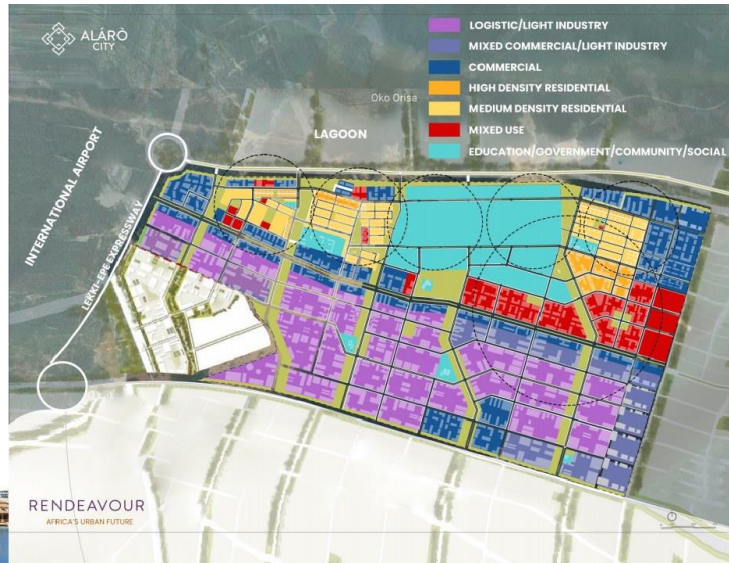 ALÁRÒ
CITY
LOGISTIC/LIGHT INDUSTRY
MIXED COMMERCIAL/LIGHT INDUSTRY
COMMERCIAL
HIGH DENSITY RESIDENTIAL
MEDIUM DENSITY RESIDENTIAL
MIXED USE
EDUCATION/GOVERNMENT/COMMUNITY/SOCIAL
Oko Orisa
LAGOON
INTERNATIONAL AIRPORT
LEKKI-EPE EXPRESSWAY
RENDEAVOUR
AFRICA'S URBAN FUTURE